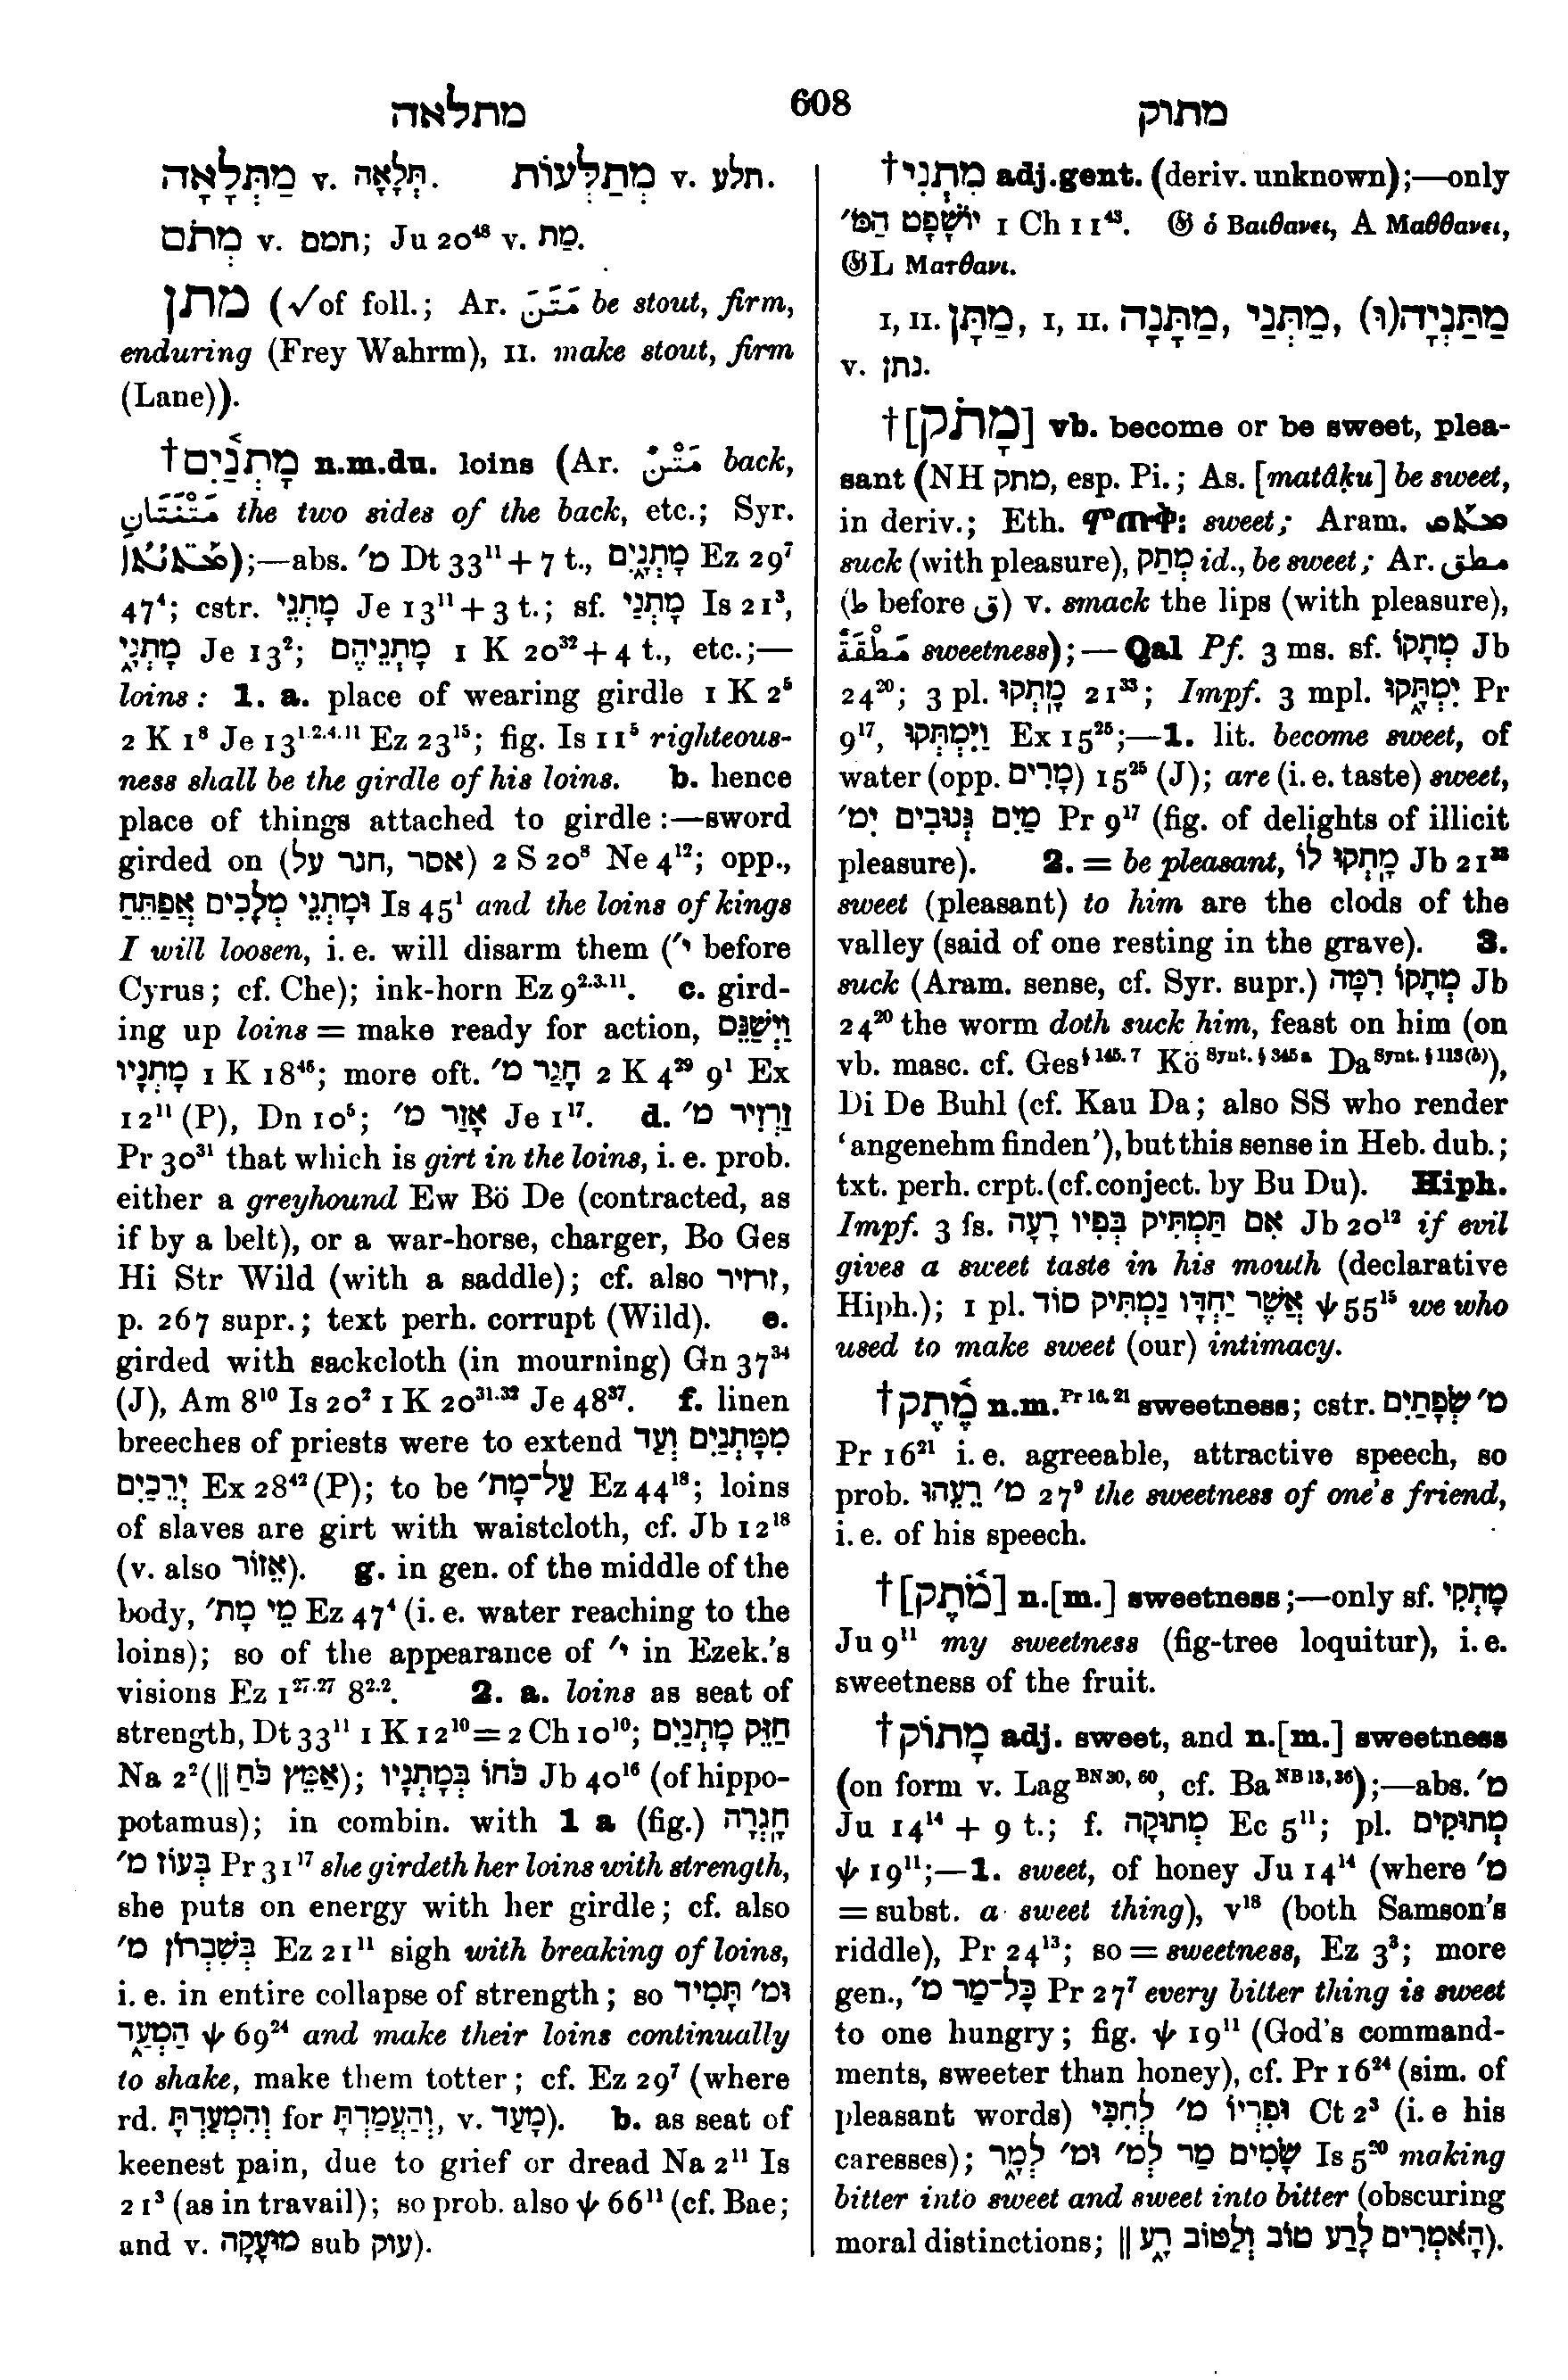 מתלאה
608
מתוק
מַתְּלָאָה v. תְּלָאָה. מְתַלְּעוֹת v. תלע.
מְתֹם v. תמם; Ju 20⁴⁸ v. מַת.
מתן (√of foll.; Ar. مَتُنَ be stout, firm,
enduring (Frey Wahrm), II. make stout, firm
(Lane)).
†מָתְנַ֫יִם n.m.du. loins (Ar. مَتْنٌ back,
مَتْنَتَان the two sides of the back, etc.; Syr.
);—abs. מ׳ Dt 33¹¹ + 7 t., מָתְנָ֑יִם Ez 29⁷
47⁴; cstr. מָתְנֵי Je 13¹¹ + 3 t.; sf. מָתְנַי Is 21³,
מָתְנָ֑י Je 13²; מָתְנֵיהֶם 1 K 20³² + 4 t., etc.;—
loins: 1. a. place of wearing girdle 1 K 2⁵
2 K 1⁸ Je 13¹·²·⁴·¹¹ Ez 23¹⁵; fig. Is 11⁵ righteous-
ness shall be the girdle of his loins. b. hence
place of things attached to girdle:—sword
girded on (אסר, חגר על) 2 S 20⁸ Ne 4¹²; opp.,
וּמָתְנֵי מְלָכִים אֲפַתֵּחַ Is 45¹ and the loins of kings
I will loosen, i. e. will disarm them (י׳ before
Cyrus; cf. Che); ink-horn Ez 9²·³·¹¹. c. gird-
ing up loins = make ready for action, וַיְשַׁנֵּס
מָתְנָיו 1 K 18⁴⁶; more oft. חָגַר מ׳ 2 K 4²⁹ 9¹ Ex
12¹¹ (P), Dn 10⁵; אָזַר מ׳ Je 1¹⁷. d. זַרְזִיר מ׳
Pr 30³¹ that which is girt in the loins, i. e. prob.
either a greyhound Ew Bö De (contracted, as
if by a belt), or a war-horse, charger, Bo Ges
Hi Str Wild (with a saddle); cf. also זרזיר,
p. 267 supr.; text perh. corrupt (Wild). e.
girded with sackcloth (in mourning) Gn 37³⁴
(J), Am 8¹⁰ Is 20² 1 K 20³¹·³² Je 48³⁷. f. linen
breeches of priests were to extend מִמָּתְנַיִם וְעַד
יְרֵכַיִם Ex 28⁴² (P); to be עַל־מָת׳ Ez 44¹⁸; loins
of slaves are girt with waistcloth, cf. Jb 12¹⁸
(v. also אֵזוֹר). g. in gen. of the middle of the
body, מֵי מָת׳ Ez 47⁴ (i. e. water reaching to the
loins); so of the appearance of י׳ in Ezek.'s
visions Ez 1²⁷·²⁷ 8²·². 2. a. loins as seat of
strength, Dt 33¹¹ 1 K 12¹⁰ = 2 Ch 10¹⁰; חַזֵּק מָתְנַיִם
Na 2² (‖ אַמֵּץ כֹּחַ); כֹּחוֹ בְּמָתְנָיו Jb 40¹⁶ (of hippo-
potamus); in combin. with 1 a (fig.) חָֽגְרָה
בְּעוֹז מ׳ Pr 31¹⁷ she girdeth her loins with strength,
she puts on energy with her girdle; cf. also
בְּשִׁבְרוֹן מ׳ Ez 21¹¹ sigh with breaking of loins,
i. e. in entire collapse of strength; so וּמ׳ תָּמִיד
הַמְעַ֑ד ψ 69²⁴ and make their loins continually
to shake, make them totter; cf. Ez 29⁷ (where
rd. וְהִמְעַדְתָּ for וְהַעֲמַדְתָּ, v. מָעַד). b. as seat of
keenest pain, due to grief or dread Na 2¹¹ Is
21³ (as in travail); so prob. also ψ 66¹¹ (cf. Bae;
and v. מוּעָקָה sub עוק).
†מִתְנִי adj.gent. (deriv. unknown);—only
יוֹשָׁפָט הַמּ׳ 1 Ch 11⁴³. 𝔊 ὁ Βαιθανει, A Μαθθανει,
𝔊L Ματθανι.
I, II. מַתָּן, I, II. מַתָּנָה, מַתְּנַי, מַתַּנְיָה(וּ)
v. נתן.
†[מָתֹק] vb. become or be sweet, plea-
sant (NH מתק, esp. Pi.; As. [matâḳu] be sweet,
in deriv.; Eth. sweet; Aram.
suck (with pleasure), מְתַק id., be sweet; Ar. مطق
(ط before ق) v. smack the lips (with pleasure),
مَطْقَةٌ sweetness);—Qal Pf. 3 ms. sf. מְתָקוֹ Jb
24²⁰; 3 pl. מָֽתְקוּ 21³³; Impf. 3 mpl. יִמְתָּ֑קוּ Pr
9¹⁷, וַיִּמְתְּקוּ Ex 15²⁵;—1. lit. become sweet, of
water (opp. מָרִים) 15²⁵ (J); are (i. e. taste) sweet,
מַיִם גְּנוּבִים יִמ׳ Pr 9¹⁷ (fig. of delights of illicit
pleasure). 2. = be pleasant, מָֽתְקוּ לוֹ Jb 21³³
sweet (pleasant) to him are the clods of the
valley (said of one resting in the grave). 3.
suck (Aram. sense, cf. Syr. supr.) מְתָקוֹ רִמָּה Jb
24²⁰ the worm doth suck him, feast on him (on
vb. masc. cf. Ges§ 145. 7 Kö Synt. § 345 a Da Synt. § 113 (b)),
Di De Buhl (cf. Kau Da; also SS who render
'angenehm finden'), but this sense in Heb. dub.;
txt. perh. crpt. (cf. conject. by Bu Du). Hiph.
Impf. 3 fs. אִם תַּמְתִּיק בְּפִיו רָעָה Jb 20¹² if evil
gives a sweet taste in his mouth (declarative
Hiph.); 1 pl. אֲשֶׁר יַחְדָּו נַמְתִּיק סוֹד ψ 55¹⁵ we who
used to make sweet (our) intimacy.
†מֶ֫תֶק n.m. Pr 16, 21 sweetness; cstr. מ׳ שְׂפָתַיִם
Pr 16²¹ i. e. agreeable, attractive speech, so
prob. מ׳ רֵעֵהוּ 27⁹ the sweetness of one's friend,
i. e. of his speech.
†[מֹ֫תֶק] n.[m.] sweetness;—only sf. מָתְקִי
Ju 9¹¹ my sweetness (fig-tree loquitur), i. e.
sweetness of the fruit.
†מָתוֹק adj. sweet, and n.[m.] sweetness
(on form v. Lag BN 30, 60, cf. Ba NB 13, 36);—abs. מ׳
Ju 14¹⁴ + 9 t.; f. מְתוּקָה Ec 5¹¹; pl. מְתוּקִים
ψ 19¹¹;—1. sweet, of honey Ju 14¹⁴ (where מ׳
= subst. a sweet thing), v¹⁸ (both Samson's
riddle), Pr 24¹³; so = sweetness, Ez 3³; more
gen., כָּל־מַר מ׳ Pr 27⁷ every bitter thing is sweet
to one hungry; fig. ψ 19¹¹ (God's command-
ments, sweeter than honey), cf. Pr 16²⁴ (sim. of
pleasant words) וּפִרְיוֹ מ׳ לְחִכִּי Ct 2³ (i. e his
caresses); שָׂמִים מַר לְמ׳ וּמ׳ לְמָ֑ר Is 5²⁰ making
bitter into sweet and sweet into bitter (obscuring
moral distinctions; ‖ הָאֹמְרִים לָרַע טוֹב וְלַטּוֹב רָ֑ע).